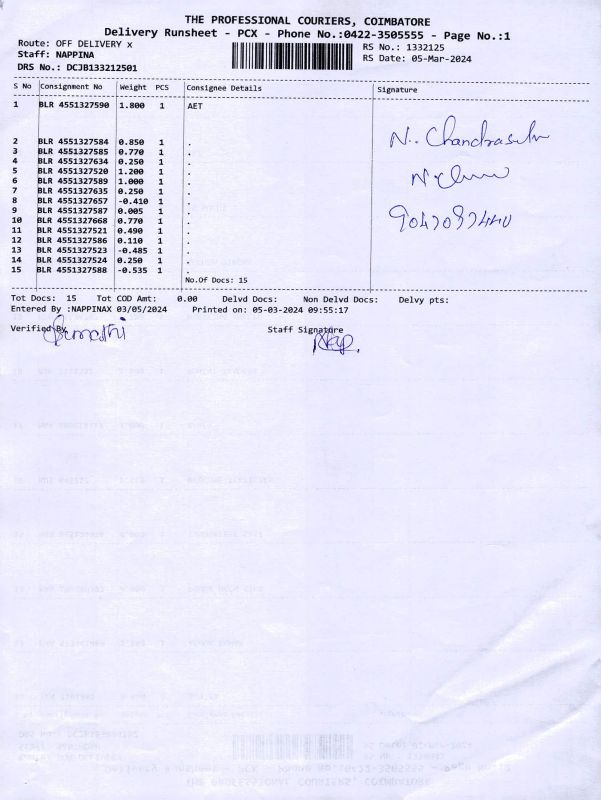 THE PROFESSIONAL COURIERS, COIMBATORE
Delivery Runsheet - PCX - Phone No.:0422-3505555 - Page No.:1
Route: OFF DELIVERY X
RS No.: 1332125
Staff: NAPPINA
RS Date: 05-Mar-2024
DRS No.: DCJB133212501
S No Consignment No Weight PCS Consignee Details Signature
1 BLR 4551327590 1.800 1 AET
2 BLR 4551327584 0.850 1 .
3 BLR 4551327585 0.770 1 .
4 BLR 4551327634 0.250 1 .
5 BLR 4551327520 1.200 1 .
6 BLR 4551327589 1.000 1 .
7 BLR 4551327635 0.250 1 .
8 BLR 4551327657 -0.410 1 .
9 BLR 4551327587 0.005 1 .
10 BLR 4551327668 0.770 1 .
11 BLR 4551327521 0.490 1 .
12 BLR 4551327586 0.110 1 .
13 BLR 4551327523 -0.485 1 .
14 BLR 4551327524 0.250 1 .
15 BLR 4551327588 -0.535 1 .
No.Of Docs: 15
N. Chandrasekr
Tot Docs: 15 Tot COD Amt: 0.00 Delvd Docs: Non Delvd Docs: Delvy pts:
Entered By :NAPPINAX 03/05/2024 Printed on: 05-03-2024 09:55:17
Verified By
Staff Signature